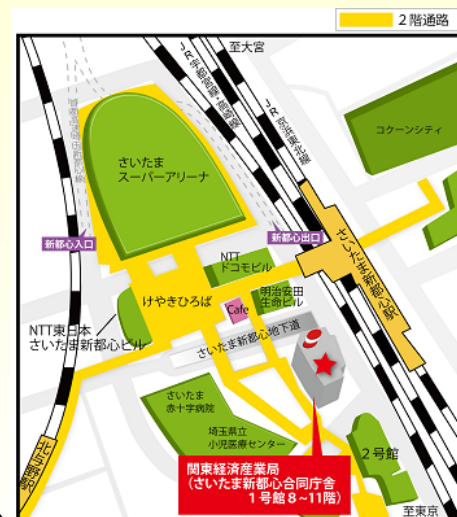 ２階通路
至大宮
JR宇都宮線・高崎線
JR京浜東北線
コクーンシティ
さいたま
スーパーアリーナ
新都心入口
新都心出口
さいたま新都心駅
NTT
ドコモビル
けやきひろば
明治安田
生命ビル
Cafe
NTT東日本
さいたま新都心ビル
さいたま新都心地下道
さいたま
赤十字病院
埼玉県立
小児医療センター
２号館
北与野駅
関東経済産業局
（さいたま新都心合同庁舎
１号館８~11階）
至東京